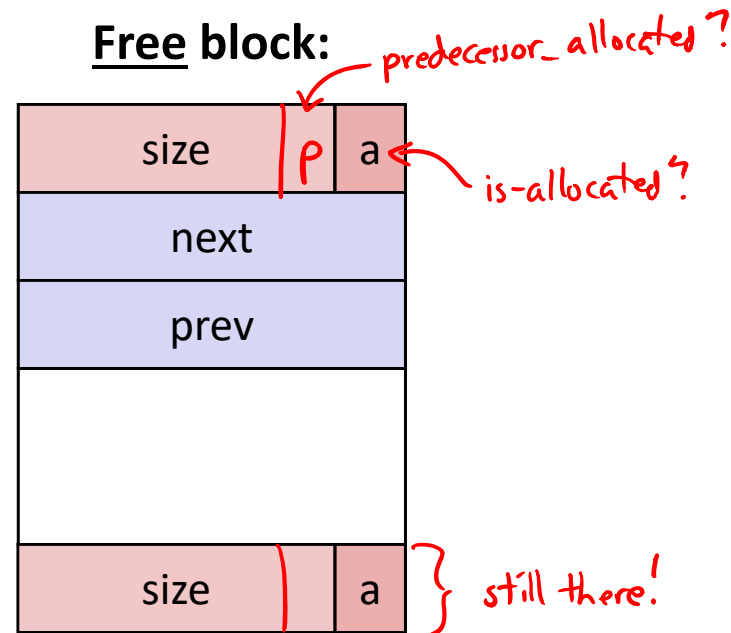 Free block:
predecessor_allocated?
size p a
is-allocated?
next
prev
size a
still there!